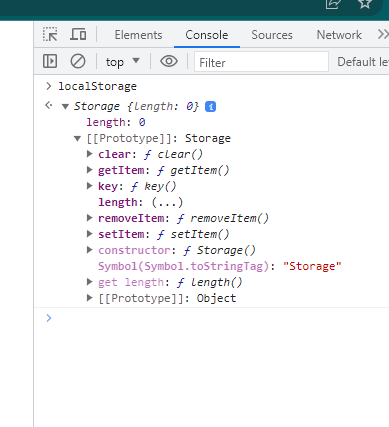 Elements Console Sources Network
top Filter Default le
localStorage
Storage {length: 0} i
length: 0
[[Prototype]]: Storage
clear: ƒ clear()
getItem: ƒ getItem()
key: ƒ key()
length: (...)
removeItem: ƒ removeItem()
setItem: ƒ setItem()
constructor: ƒ Storage()
Symbol(Symbol.toStringTag): "Storage"
get length: ƒ length()
[[Prototype]]: Object